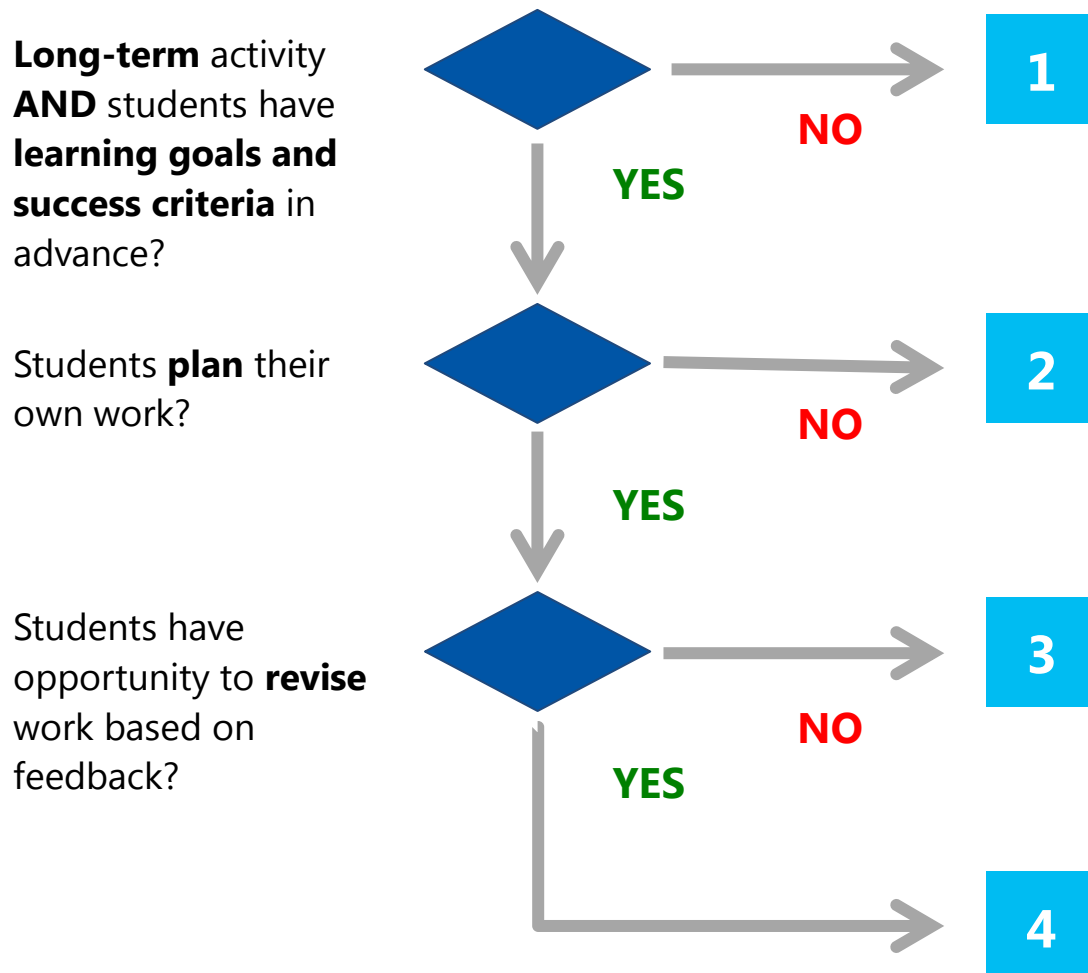 Long-term activity
AND students have
learning goals and
success criteria in
advance?
1
NO
YES
Students plan their
own work?
2
NO
YES
Students have
opportunity to revise
work based on
feedback?
3
NO
YES
4